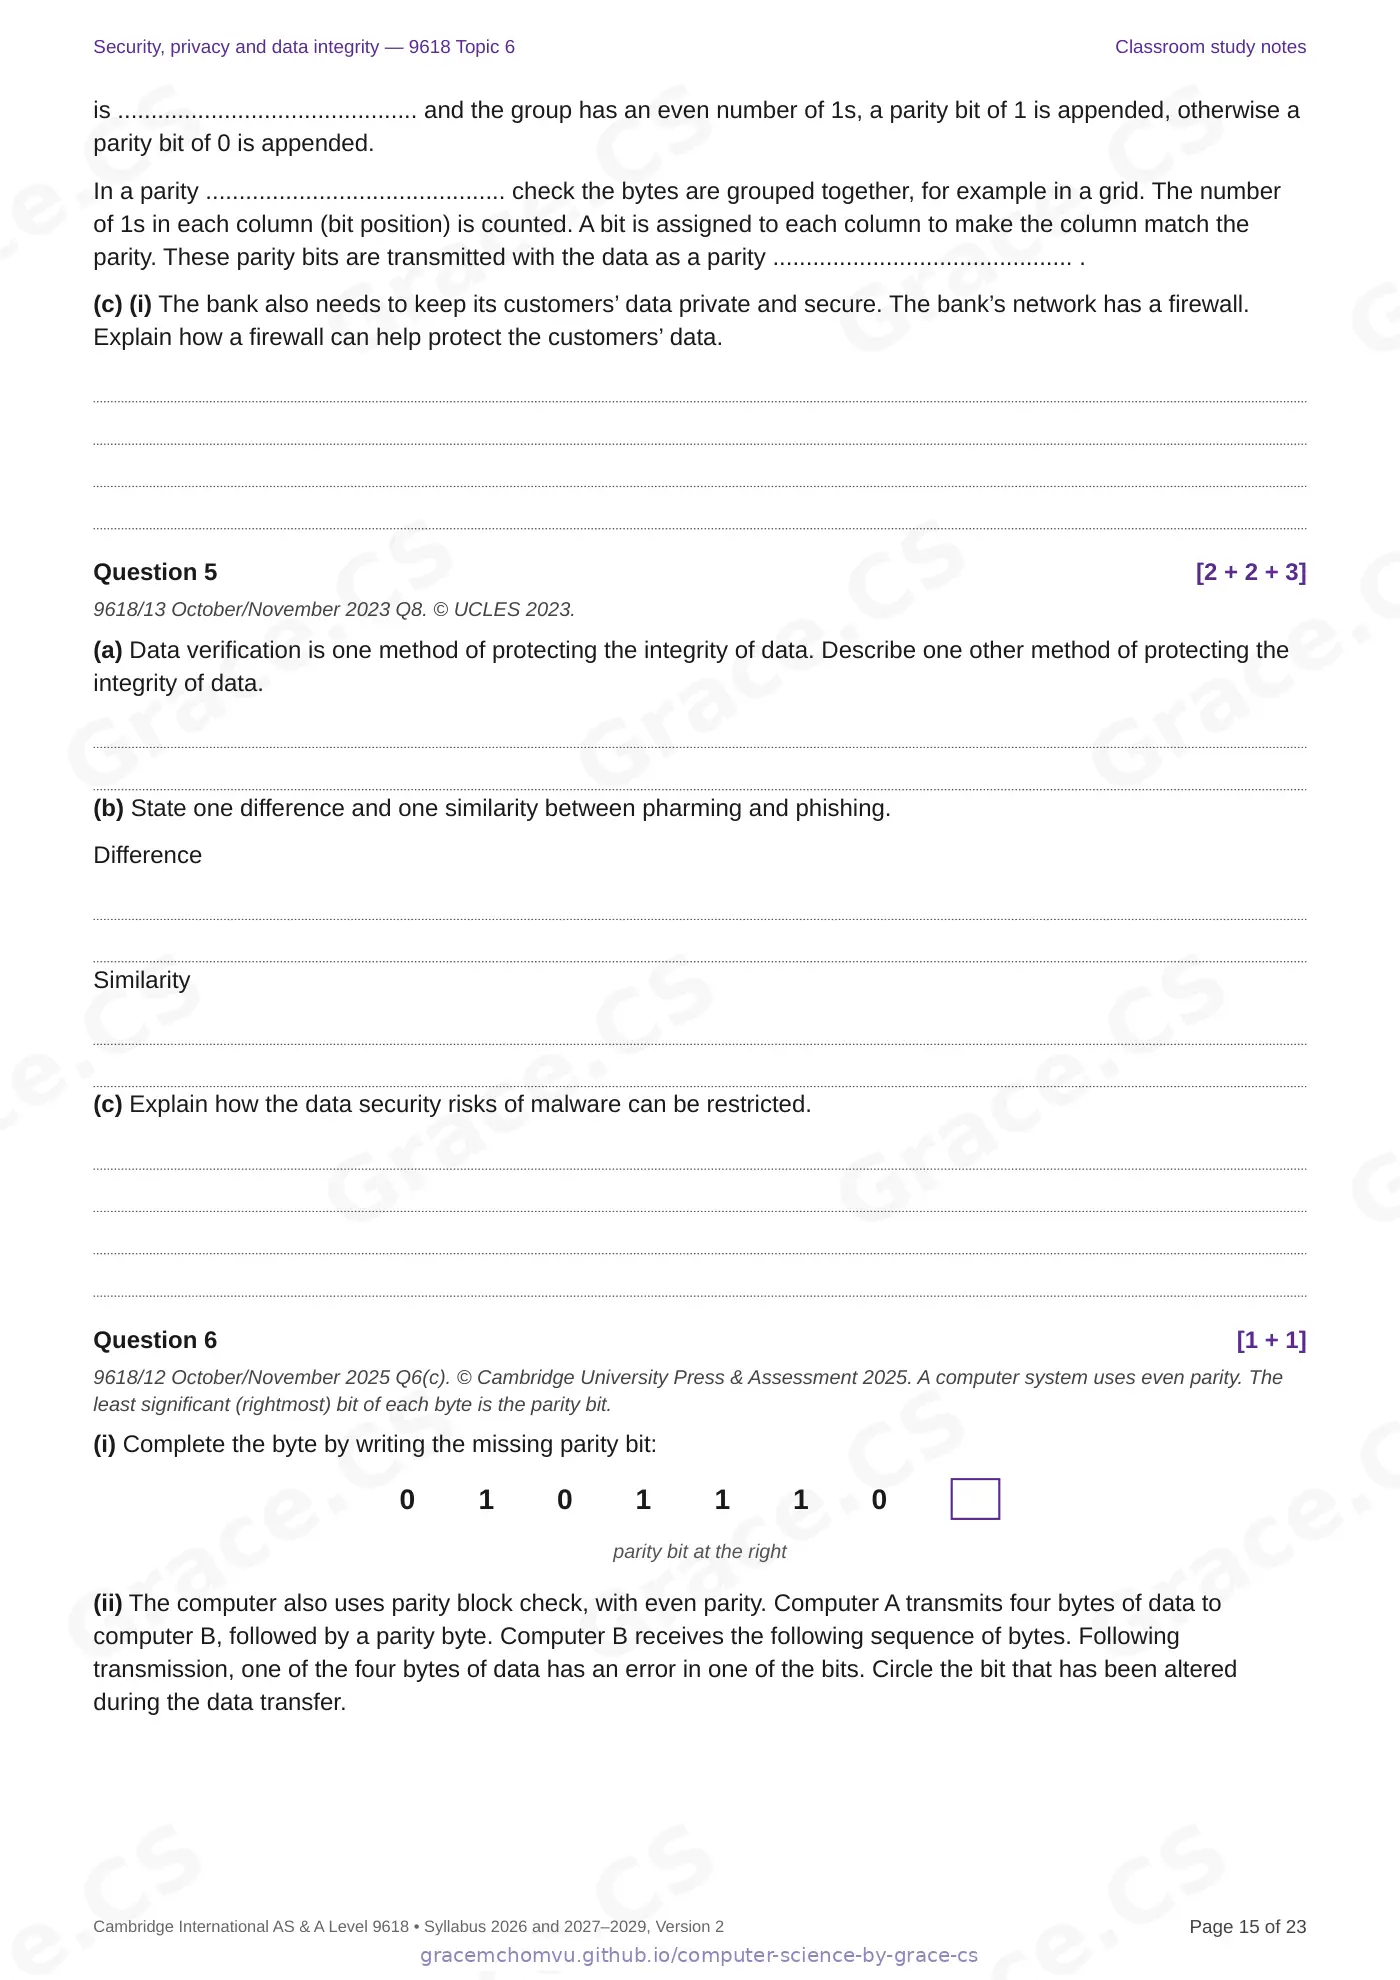 Security, privacy and data integrity — 9618 Topic 6 Classroom study notes
is ............................................. and the group has an even number of 1s, a parity bit of 1 is appended, otherwise a
parity bit of 0 is appended.
In a parity ............................................. check the bytes are grouped together, for example in a grid. The number
of 1s in each column (bit position) is counted. A bit is assigned to each column to make the column match the
parity. These parity bits are transmitted with the data as a parity ............................................. .
(c) (i) The bank also needs to keep its customers’ data private and secure. The bank’s network has a firewall.
Explain how a firewall can help protect the customers’ data.
Question 5 [2 + 2 + 3]
9618/13 October/November 2023 Q8. © UCLES 2023.
(a) Data verification is one method of protecting the integrity of data. Describe one other method of protecting the
integrity of data.
(b) State one difference and one similarity between pharming and phishing.
Difference
Similarity
(c) Explain how the data security risks of malware can be restricted.
Question 6 [1 + 1]
9618/12 October/November 2025 Q6(c). © Cambridge University Press & Assessment 2025. A computer system uses even parity. The
least significant (rightmost) bit of each byte is the parity bit.
(i) Complete the byte by writing the missing parity bit:
0 1 0 1 1 1 0
parity bit at the right
(ii) The computer also uses parity block check, with even parity. Computer A transmits four bytes of data to
computer B, followed by a parity byte. Computer B receives the following sequence of bytes. Following
transmission, one of the four bytes of data has an error in one of the bits. Circle the bit that has been altered
during the data transfer.
Cambridge International AS & A Level 9618 • Syllabus 2026 and 2027–2029, Version 2 Page 15 of 23
gracemchomvu.github.io/computer-science-by-grace-cs
Grace.CS